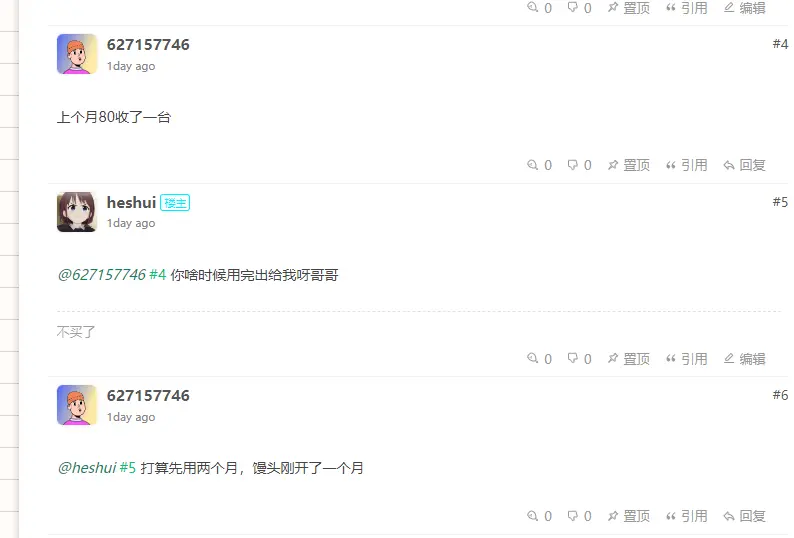 0 0 置顶 引用 编辑
627157746 #4
1day ago
上个月80收了一台
0 0 置顶 引用 回复
heshui 楼主 #5
1day ago
@627157746 #4 你啥时候用完出给我呀哥哥
不买了
0 0 置顶 引用 编辑
627157746 #6
1day ago
@heshui #5 打算先用两个月，馒头刚开了一个月
0 0 置顶 引用 回复